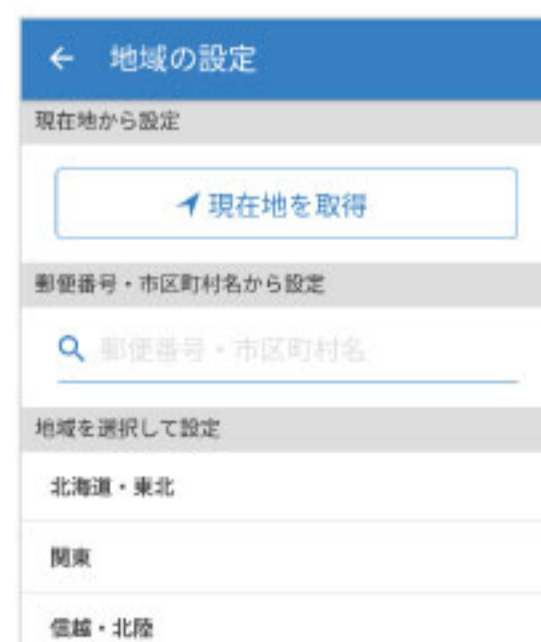 地域の設定
現在地から設定
現在地を取得
郵便番号・市区町村名から設定
郵便番号・市区町村名
地域を選択して設定
北海道・東北
関東
信越・北陸